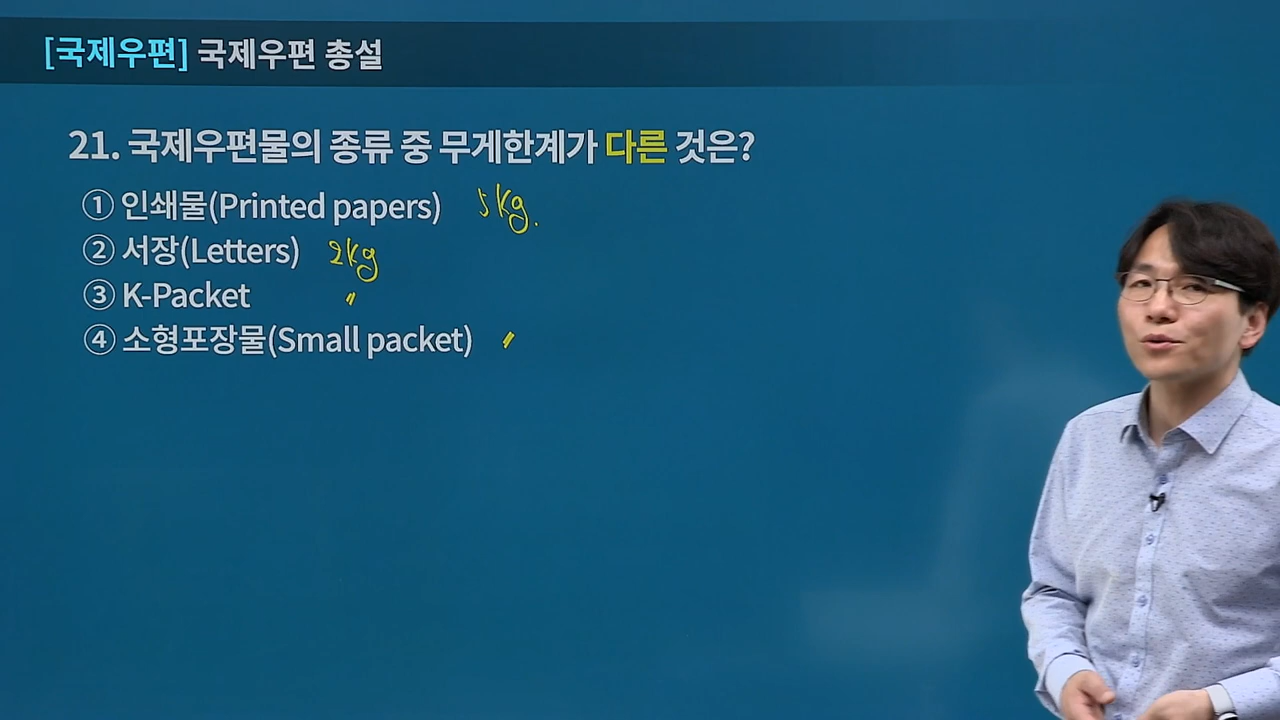 [국제우편] 국제우편 총설
21. 국제우편물의 종류 중 무게한계가 다른 것은?
① 인쇄물(Printed papers) 5kg.
② 서장(Letters) 2kg
③ K-Packet 〃
④ 소형포장물(Small packet) 〃